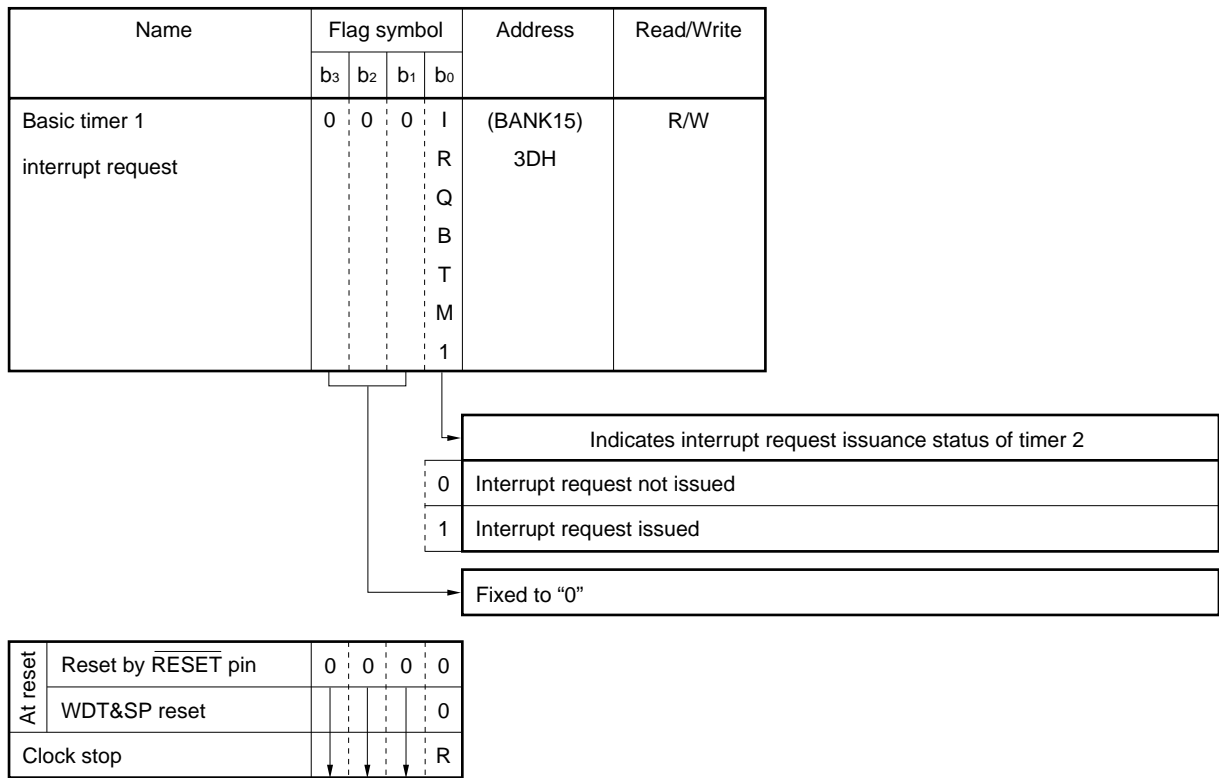 Name Flag symbol Address Read/Write
b3 b2 b1 b0
Basic timer 1 0 0 0 I (BANK15) R/W
interrupt request R 3DH
Q
B
T
M
1
Indicates interrupt request issuance status of timer 2
0 Interrupt request not issued
1 Interrupt request issued
Fixed to “0”
At reset
Reset by RESET pin 0 0 0 0
WDT&SP reset 0
Clock stop R